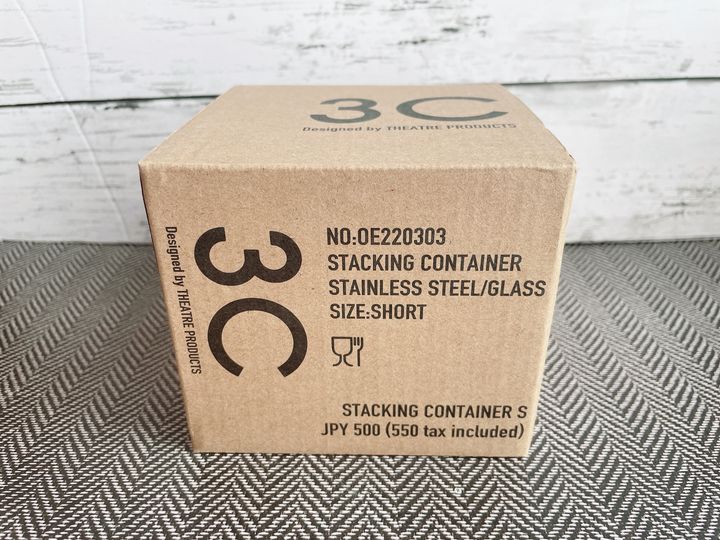 3C
Designed by THEATRE PRODUCTS
3C
Designed by THEATRE PRODUCTS
NO:OE220303
STACKING CONTAINER
STAINLESS STEEL/GLASS
SIZE:SHORT
STACKING CONTAINER S
JPY 500 (550 tax included)